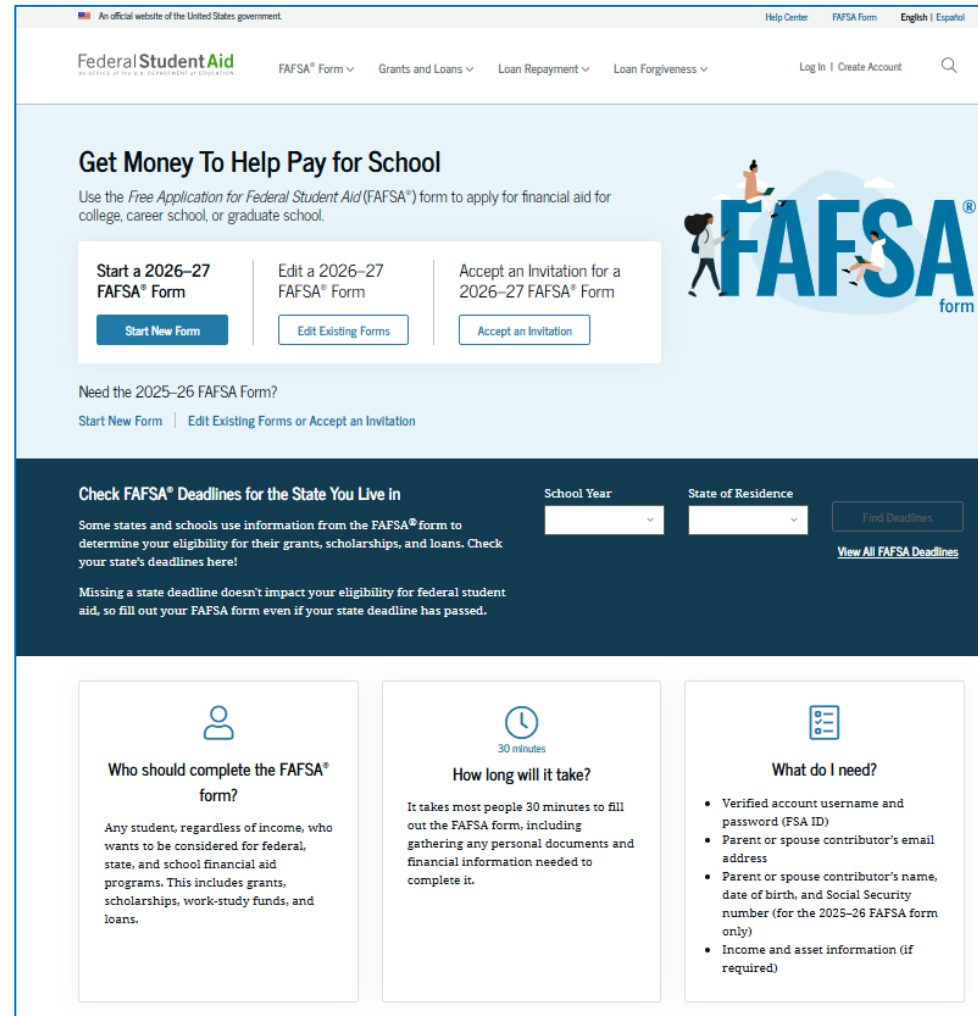 An official website of the United States government.
Help Center FAFSA Form English | Español
Federal Student Aid
An OFFICE of the U.S. DEPARTMENT of EDUCATION
FAFSA® Form Grants and Loans Loan Repayment Loan Forgiveness
Log In | Create Account
Get Money To Help Pay for School
Use the Free Application for Federal Student Aid (FAFSA®) form to apply for financial aid for
college, career school, or graduate school.
Start a 2026–27
FAFSA® Form
Start New Form
Edit a 2026–27
FAFSA® Form
Edit Existing Forms
Accept an Invitation for a
2026–27 FAFSA® Form
Accept an Invitation
FAFSA®
form
Need the 2025–26 FAFSA Form?
Start New Form | Edit Existing Forms or Accept an Invitation
Check FAFSA® Deadlines for the State You Live in
Some states and schools use information from the FAFSA® form to
determine your eligibility for their grants, scholarships, and loans. Check
your state's deadlines here!
Missing a state deadline doesn't impact your eligibility for federal student
aid, so fill out your FAFSA form even if your state deadline has passed.
School Year
State of Residence
Find Deadlines
View All FAFSA Deadlines
Who should complete the FAFSA®
form?
Any student, regardless of income, who
wants to be considered for federal,
state, and school financial aid
programs. This includes grants,
scholarships, work-study funds, and
loans.
30 minutes
How long will it take?
It takes most people 30 minutes to fill
out the FAFSA form, including
gathering any personal documents and
financial information needed to
complete it.
What do I need?
• Verified account username and
password (FSA ID)
• Parent or spouse contributor's email
address
• Parent or spouse contributor's name,
date of birth, and Social Security
number (for the 2025–26 FAFSA form
only)
• Income and asset information (if
required)